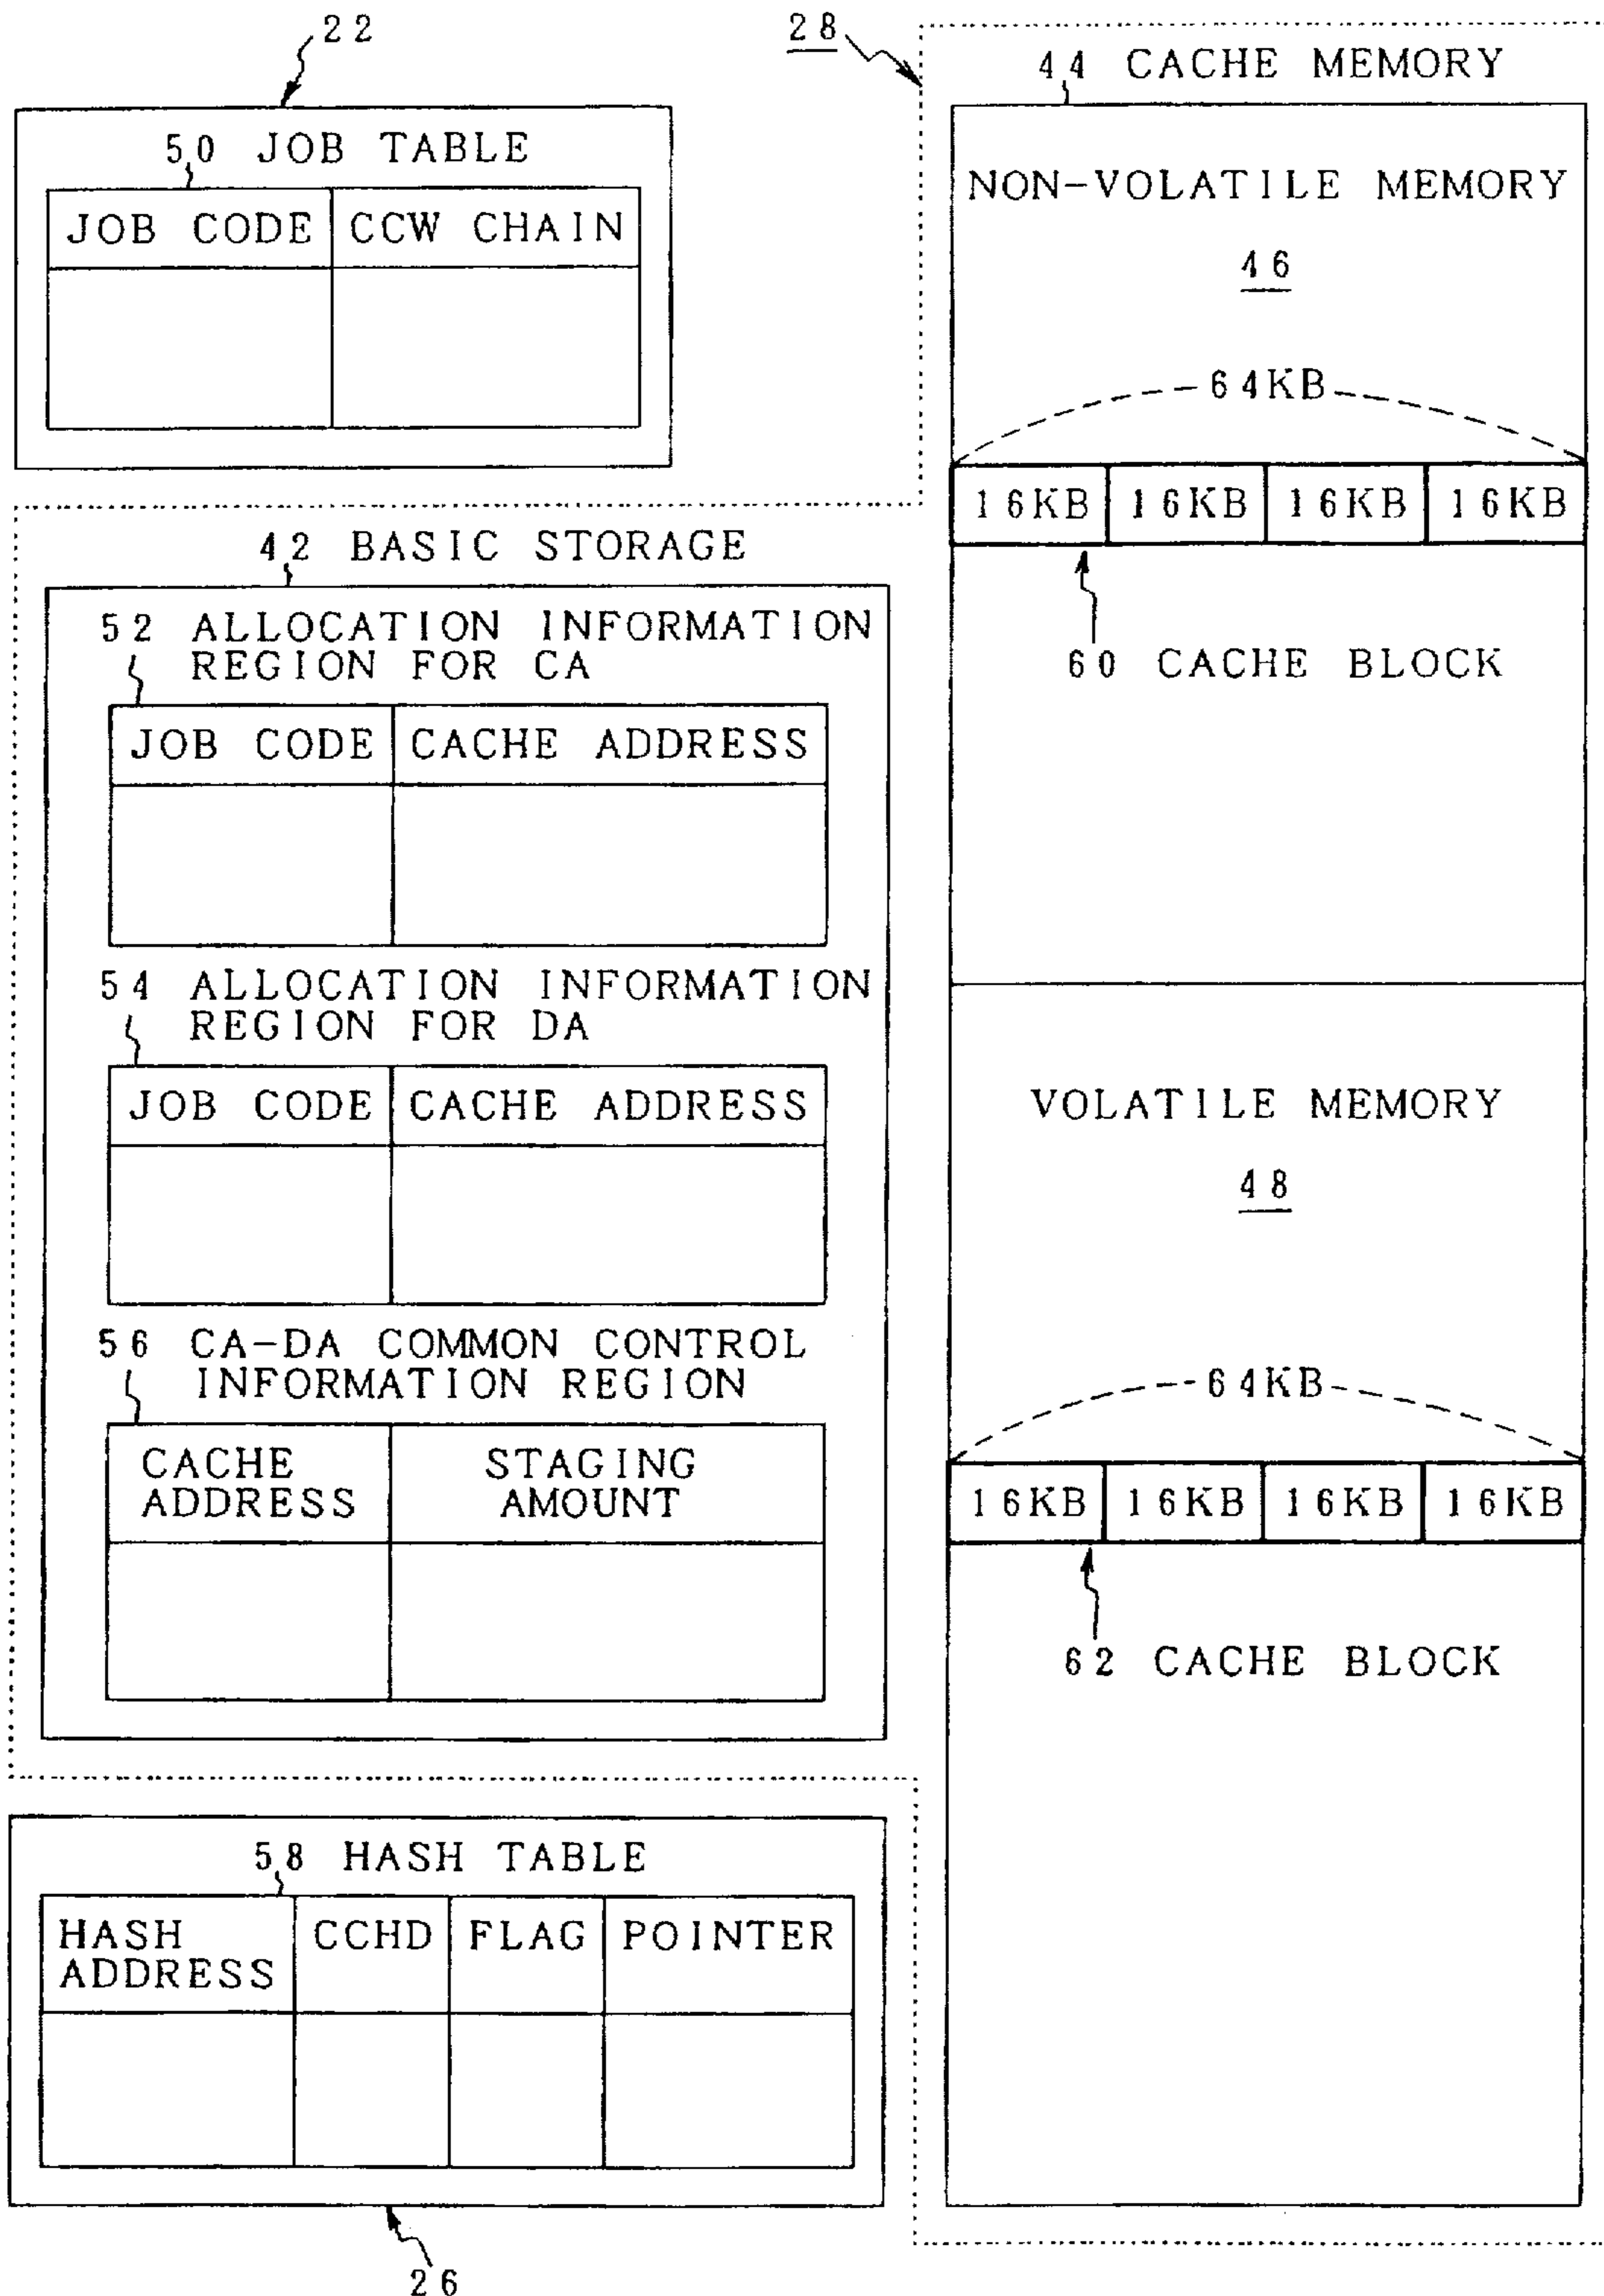 22
50 JOB TABLE
JOB CODE CCW CHAIN
42 BASIC STORAGE
52 ALLOCATION INFORMATION
REGION FOR CA
JOB CODE CACHE ADDRESS
54 ALLOCATION INFORMATION
REGION FOR DA
JOB CODE CACHE ADDRESS
56 CA-DA COMMON CONTROL
INFORMATION REGION
CACHE
ADDRESS
STAGING
AMOUNT
58 HASH TABLE
HASH
ADDRESS
CCHD FLAG POINTER
26
28
44 CACHE MEMORY
NON-VOLATILE MEMORY
46
64KB
16KB 16KB 16KB 16KB
60 CACHE BLOCK
VOLATILE MEMORY
48
64KB
16KB 16KB 16KB 16KB
62 CACHE BLOCK